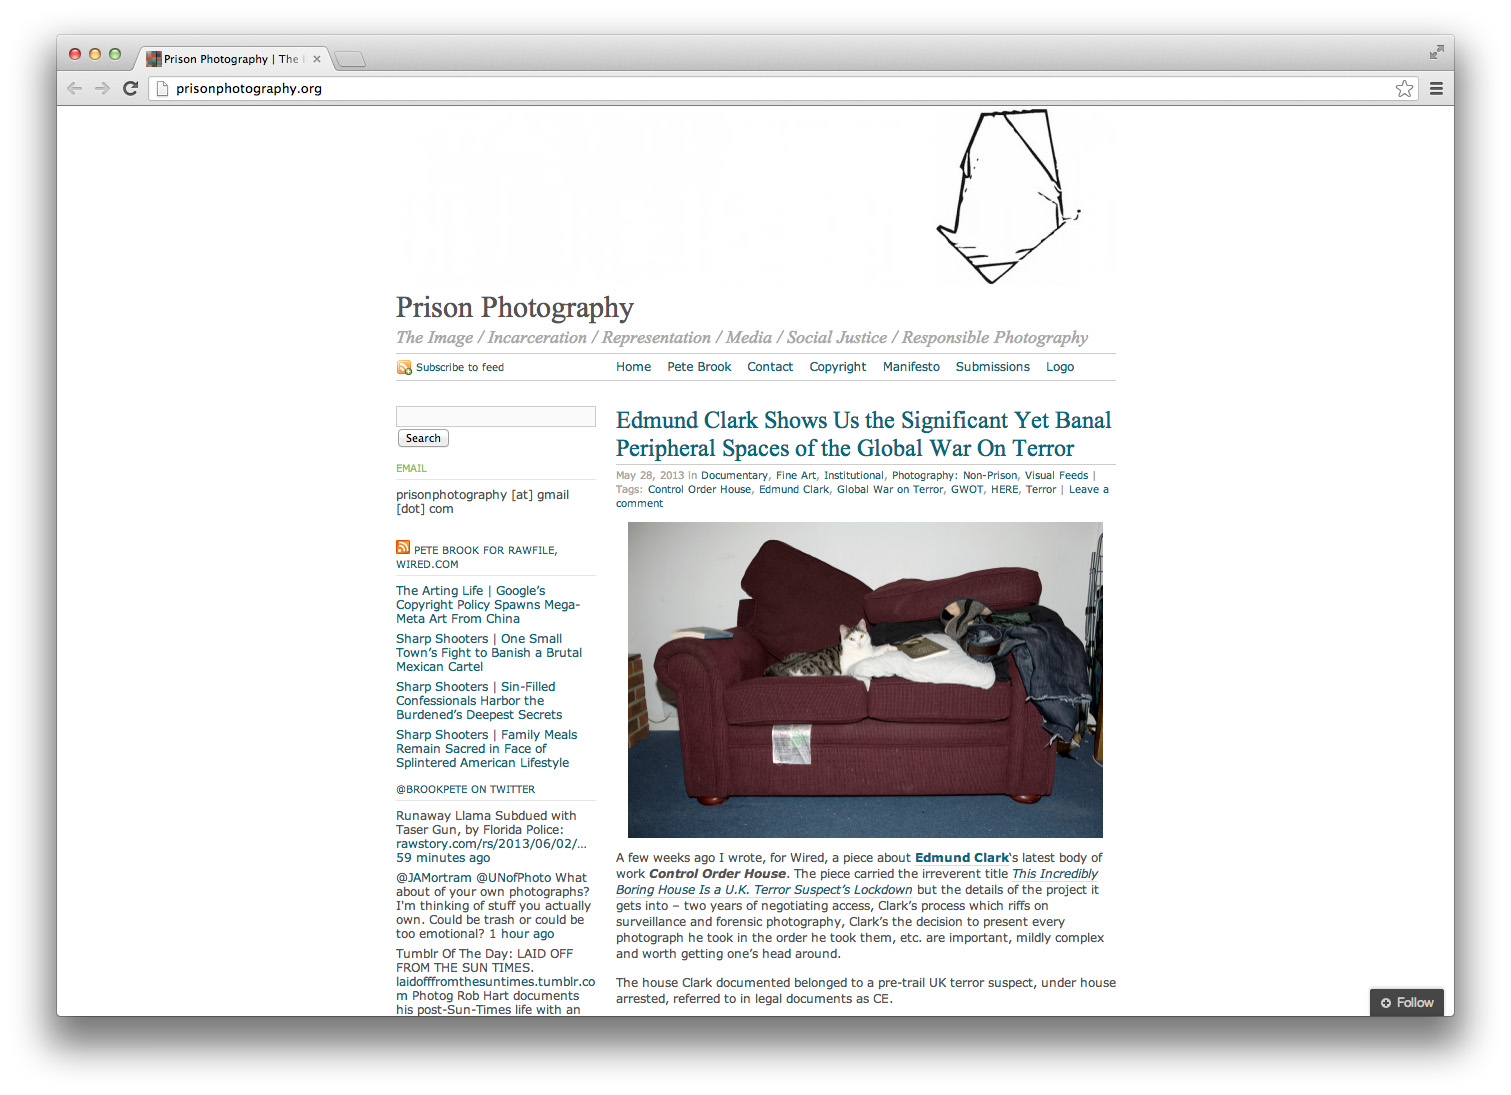 Prison Photography | The
prisonphotography.org
Prison Photography
The Image / Incarceration / Representation / Media / Social Justice / Responsible Photography
Subscribe to feed
Home Pete Brook Contact Copyright Manifesto Submissions Logo
Search
EMAIL
prisonphotography [at] gmail
[dot] com
PETE BROOK FOR RAWFILE,
WIRED.COM
The Arting Life | Google's
Copyright Policy Spawns Mega-
Meta Art From China
Sharp Shooters | One Small
Town's Fight to Banish a Brutal
Mexican Cartel
Sharp Shooters | Sin-Filled
Confessionals Harbor the
Burdened's Deepest Secrets
Sharp Shooters | Family Meals
Remain Sacred in Face of
Splintered American Lifestyle
@BROOKPETE ON TWITTER
Runaway Llama Subdued with
Taser Gun, by Florida Police:
rawstory.com/rs/2013/06/02/...
59 minutes ago
@JAMortram @UNofPhoto What
about of your own photographs?
I'm thinking of stuff you actually
own. Could be trash or could be
too emotional? 1 hour ago
Tumblr Of The Day: LAID OFF
FROM THE SUN TIMES.
laidofffromthesuntimes.tumblr.co
m Photog Rob Hart documents
his post-Sun-Times life with an
Edmund Clark Shows Us the Significant Yet Banal
Peripheral Spaces of the Global War On Terror
May 28, 2013 in Documentary, Fine Art, Institutional, Photography: Non-Prison, Visual Feeds |
Tags: Control Order House, Edmund Clark, Global War on Terror, GWOT, HERE, Terror | Leave a
comment
A few weeks ago I wrote, for Wired, a piece about Edmund Clark's latest body of
work Control Order House. The piece carried the irreverent title This Incredibly
Boring House Is a U.K. Terror Suspect's Lockdown but the details of the project it
gets into – two years of negotiating access, Clark's process which riffs on
surveillance and forensic photography, Clark's the decision to present every
photograph he took in the order he took them, etc. are important, mildly complex
and worth getting one's head around.
The house Clark documented belonged to a pre-trail UK terror suspect, under house
arrested, referred to in legal documents as CE.
Follow